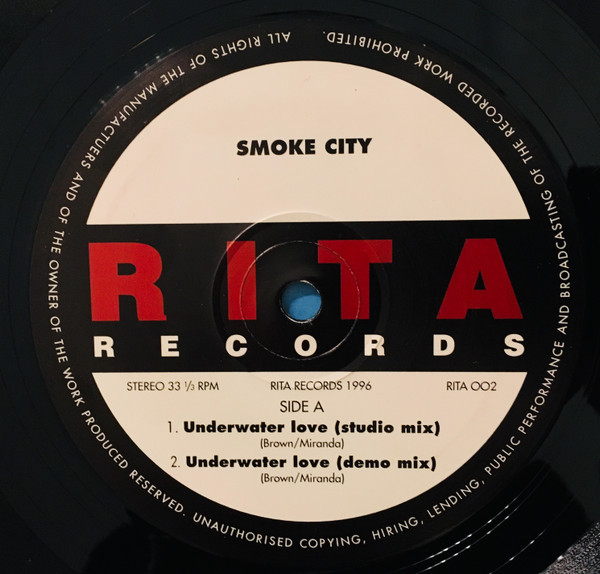 SMOKE CITY
RITA
RECORDS
STEREO 33 ⅓ RPM RITA RECORDS 1996 RITA OO2
SIDE A
1. Underwater love (studio mix)
(Brown/Miranda)
2. Underwater love (demo mix)
(Brown/Miranda)
ALL RIGHTS OF THE MANUFACTUERS AND OF THE OWNER OF THE WORK PRODUCED RESERVED. UNAUTHORISED COPYING, HIRING, LENDING, PUBLIC PERFORMANCE AND BROADCASTING OF THE RECORDED WORK PROHIBITED.